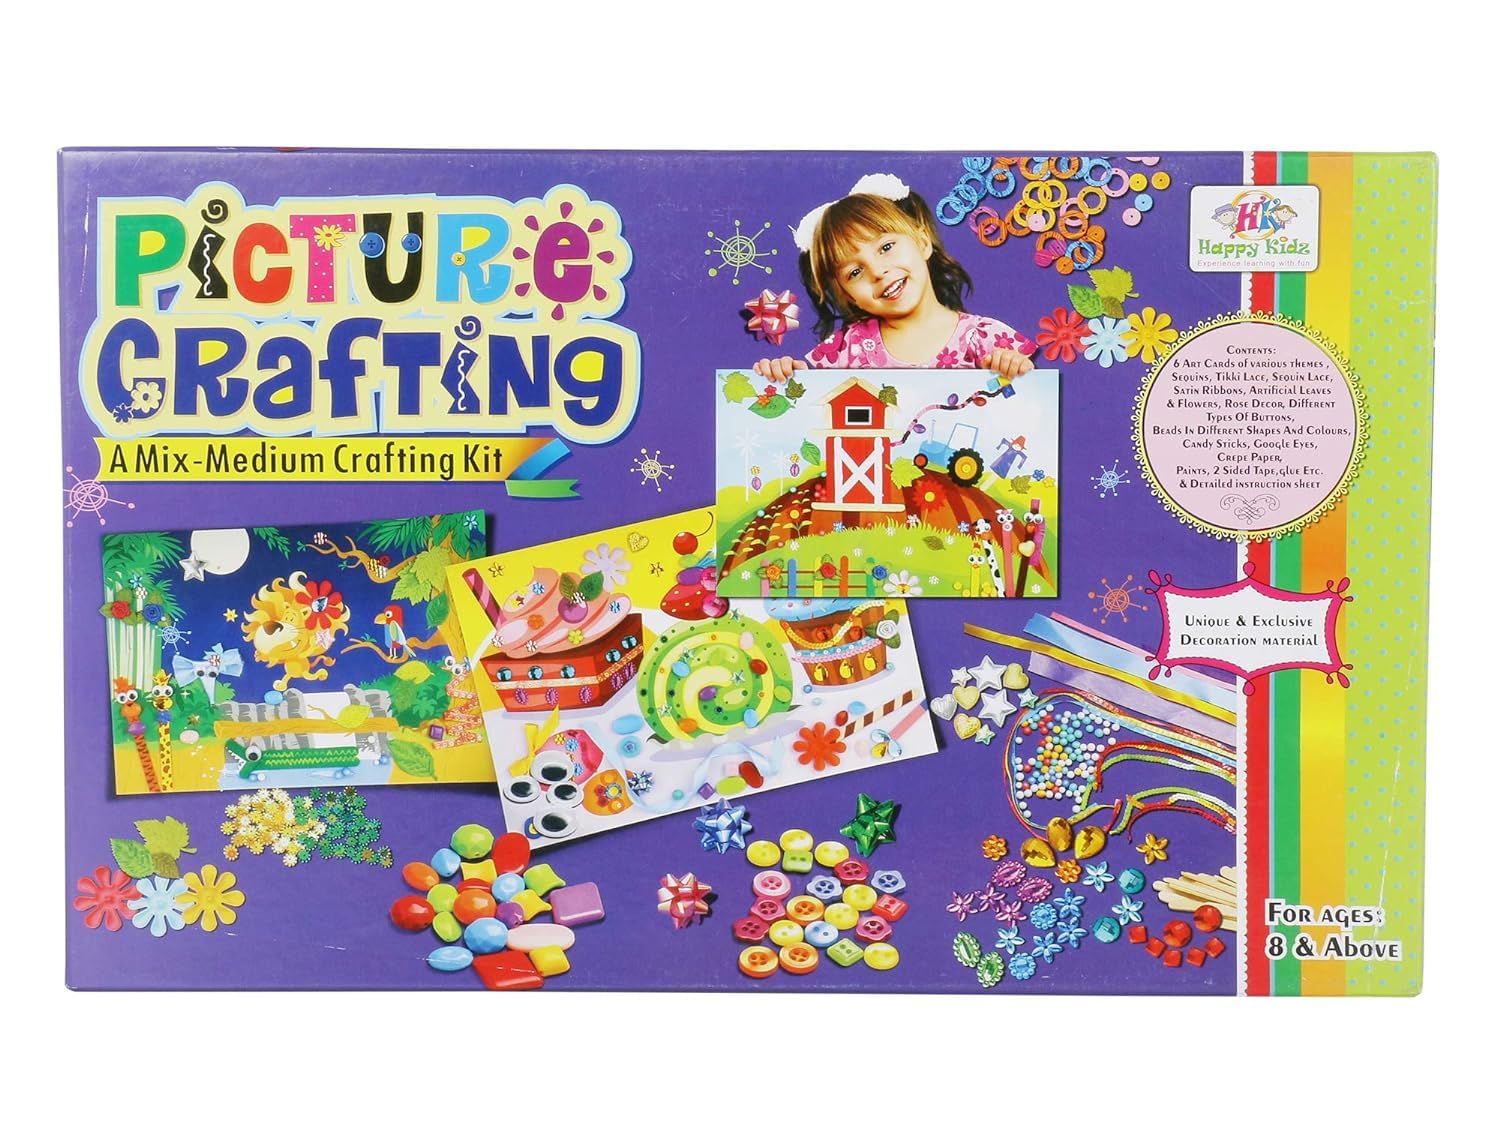 PiCTURe
CRafTiNG
A Mix-Medium Crafting Kit
HK
Happy Kidz
Experience learning with fun
Contents:
6 Art Cards of various themes ,
Sequins, Tikki Lace, Sequin Lace,
Satin Ribbons, Artificial Leaves
& Flowers, Rose Decor, Different
Types Of Buttons,
Beads In Different Shapes And Colours,
Candy Sticks, Google Eyes,
Crepe Paper,
Paints, 2 Sided Tape,glue Etc.
& Detailed instruction sheet
Unique & Exclusive
Decoration material
For ages:
8 & Above